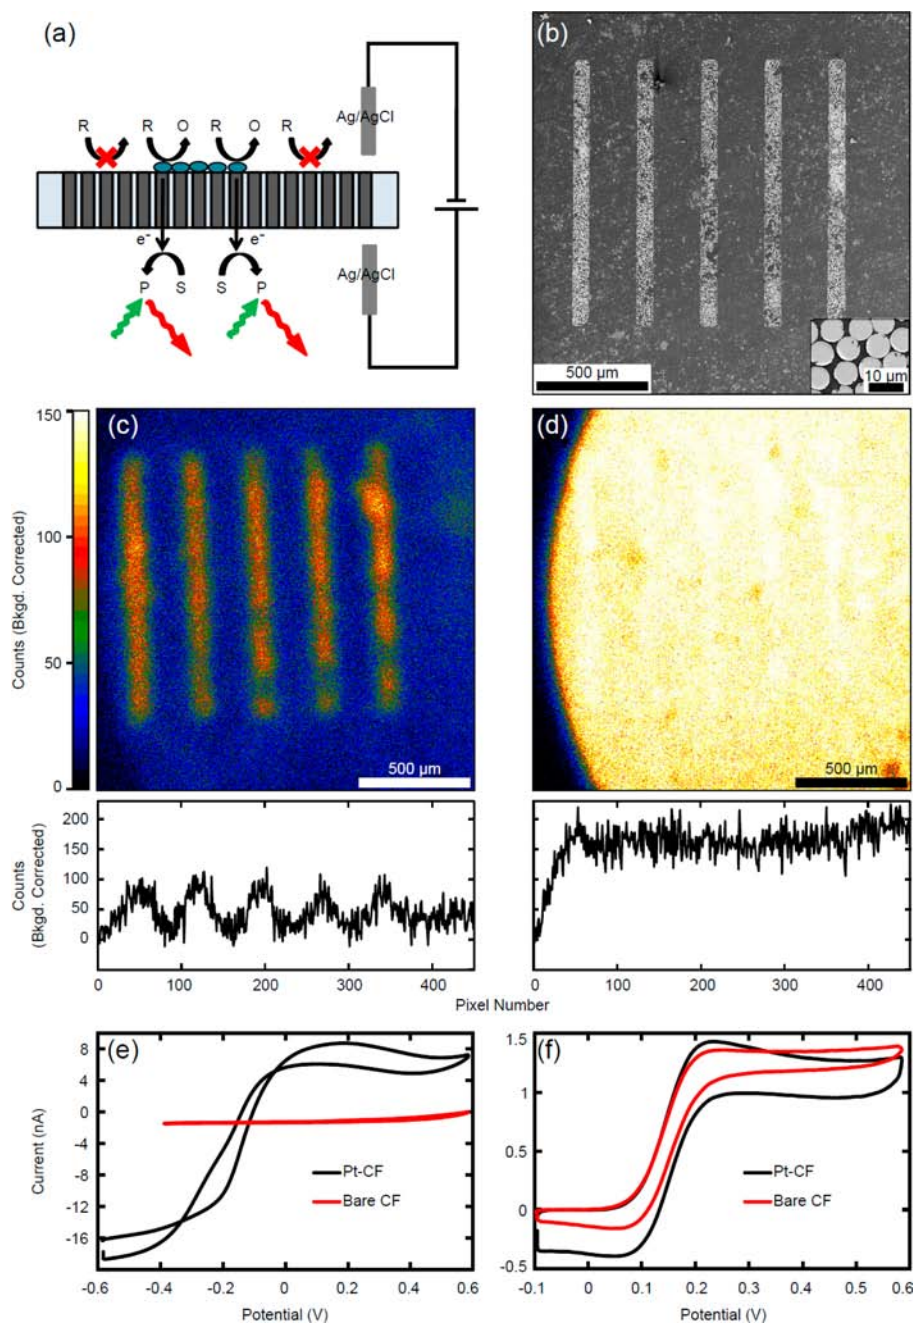 (a)
R R O R O R
Ag/AgCl
e⁻ e⁻
P S S P
Ag/AgCl
(b)
500 µm
10 µm
Counts (Bkgd. Corrected)
150
100
50
0
(c)
500 µm
(d)
500 µm
Counts
(Bkgd. Corrected)
200
150
100
50
0
0 100 200 300 400
0 100 200 300 400
Pixel Number
(e)
Current (nA)
8
4
0
-4
-8
-12
-16
Pt-CF
Bare CF
-0.6 -0.4 -0.2 0 0.2 0.4 0.6
Potential (V)
(f)
1.5
1
0.5
0
-0.5
Pt-CF
Bare CF
-0.1 0 0.1 0.2 0.3 0.4 0.5 0.6
Potential (V)